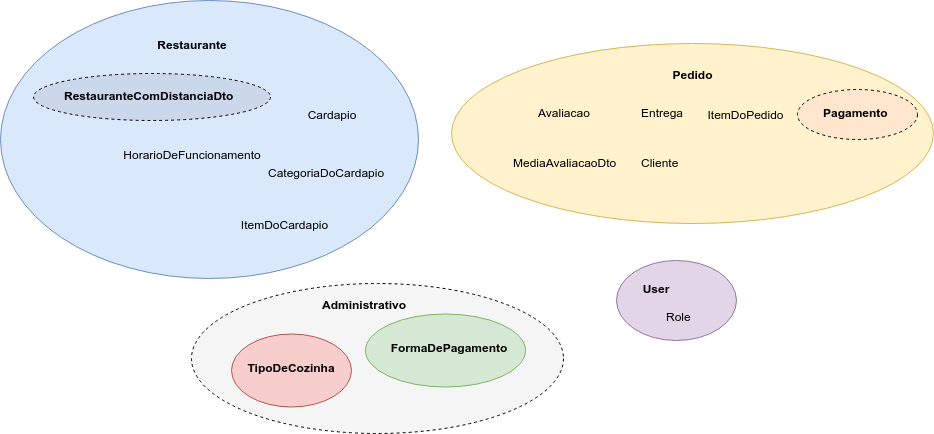 Restaurante
RestauranteComDistanciaDto
Cardapio
HorarioDeFuncionamento
CategoriaDoCardapio
ItemDoCardapio
Pedido
Avaliacao
Entrega
ItemDoPedido
Pagamento
MediaAvaliacaoDto
Cliente
User
Role
Administrativo
TipoDeCozinha
FormaDePagamento